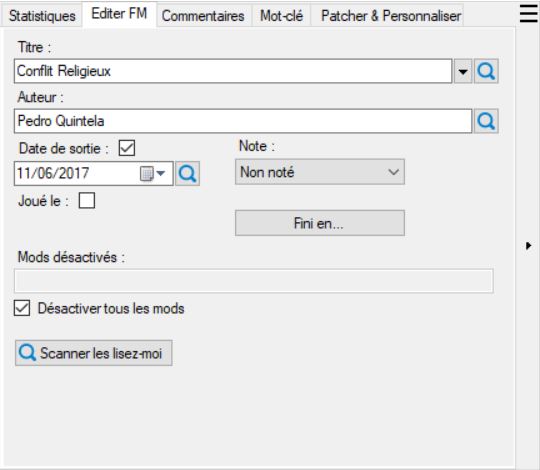 Statistiques Editer FM Commentaires Mot-clé Patcher & Personnaliser
Titre :
Conflit Religieux
Auteur :
Pedro Quintela
Date de sortie : Note :
11/06/2017 Non noté
Joué le :
Fini en...
Mods désactivés :
Désactiver tous les mods
Scanner les lisez-moi